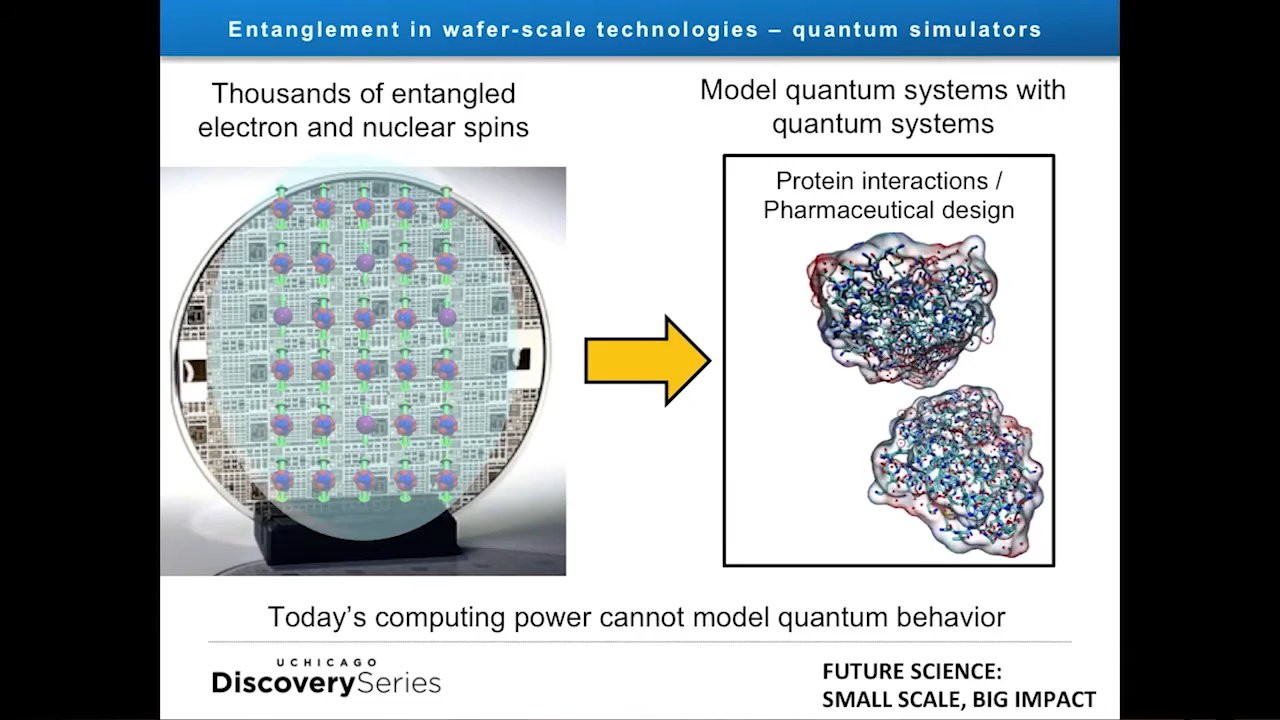 Entanglement in wafer-scale technologies – quantum simulators
Thousands of entangled
electron and nuclear spins
Model quantum systems with
quantum systems
Protein interactions /
Pharmaceutical design
Today's computing power cannot model quantum behavior
UCHICAGO
DiscoverySeries
FUTURE SCIENCE:
SMALL SCALE, BIG IMPACT